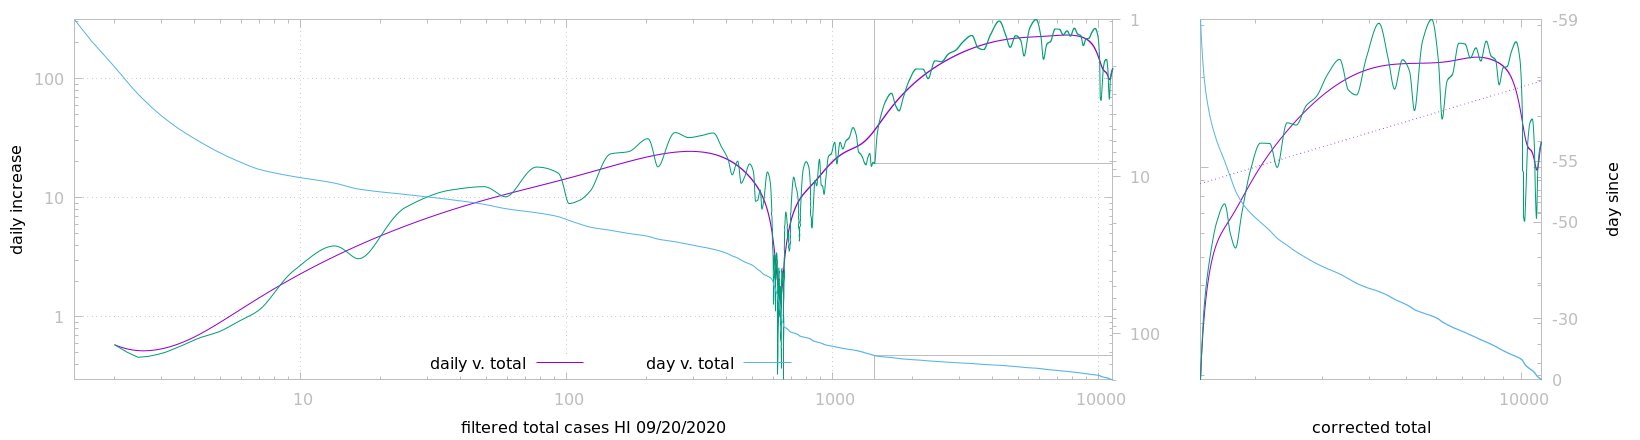 daily increase
100
10
1
daily v. total
day v. total
1
10
100
10
100
1000
10000
filtered total cases HI 09/20/2020
-59
-55
-50
-30
0
day since
10000
corrected total